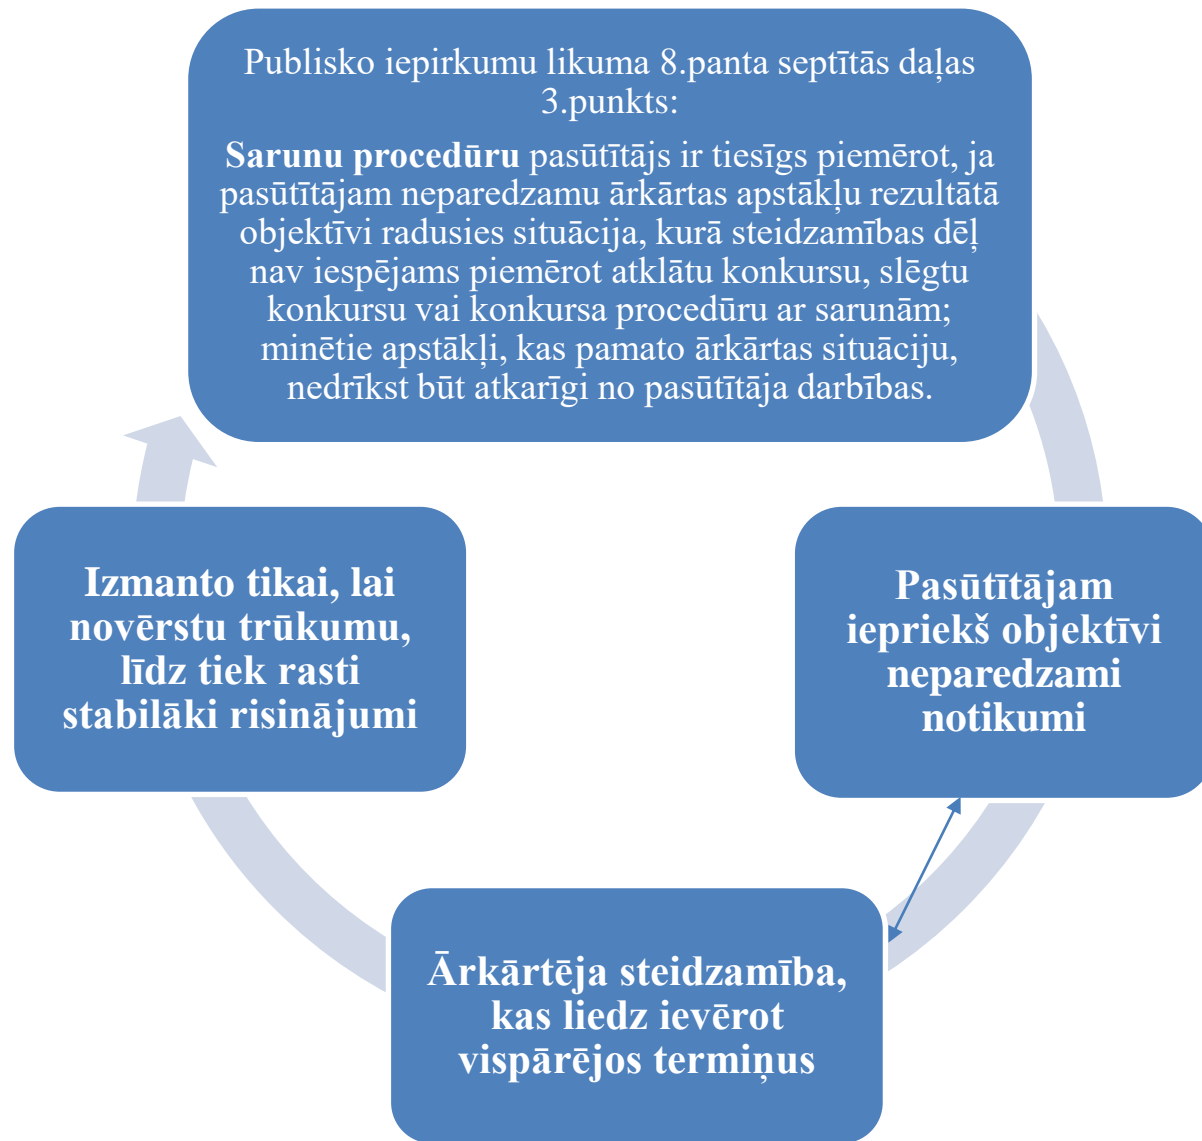 Publisko iepirkumu likuma 8.panta septītās daļas
3.punkts:
Sarunu procedūru pasūtītājs ir tiesīgs piemērot, ja
pasūtītājam neparedzamu ārkārtas apstākļu rezultātā
objektīvi radusies situācija, kurā steidzamības dēļ
nav iespējams piemērot atklātu konkursu, slēgtu
konkursu vai konkursa procedūru ar sarunām;
minētie apstākļi, kas pamato ārkārtas situāciju,
nedrīkst būt atkarīgi no pasūtītāja darbības.
Pasūtītājam
iepriekš objektīvi
neparedzami
notikumi
Ārkārtēja steidzamība,
kas liedz ievērot
vispārējos termiņus
Izmanto tikai, lai
novērstu trūkumu,
līdz tiek rasti
stabilāki risinājumi